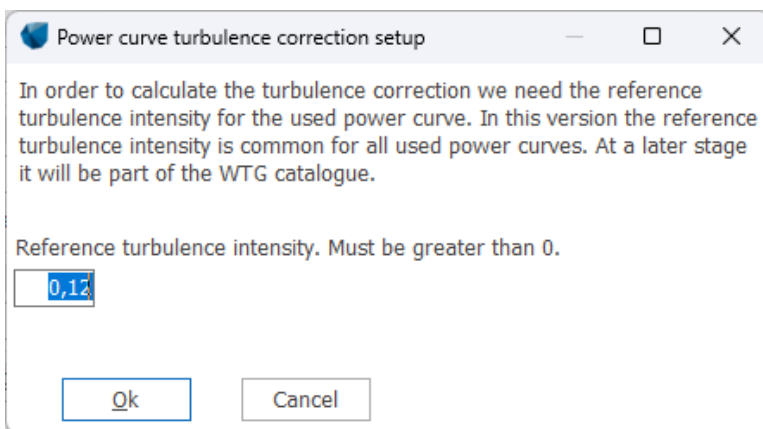 Power curve turbulence correction setup
In order to calculate the turbulence correction we need the reference
turbulence intensity for the used power curve. In this version the reference
turbulence intensity is common for all used power curves. At a later stage
it will be part of the WTG catalogue.
Reference turbulence intensity. Must be greater than 0.
0,12
Ok
Cancel